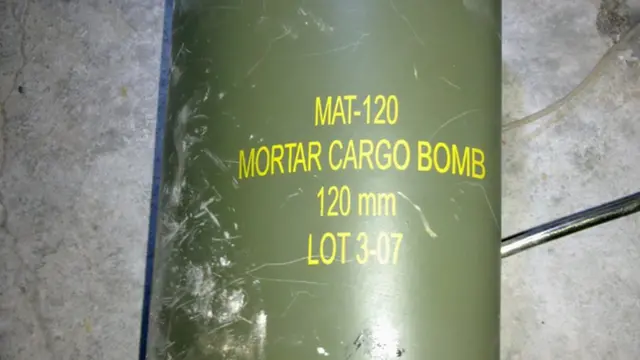 MAT-120
MORTAR CARGO BOMB
120 mm
LOT 3-07